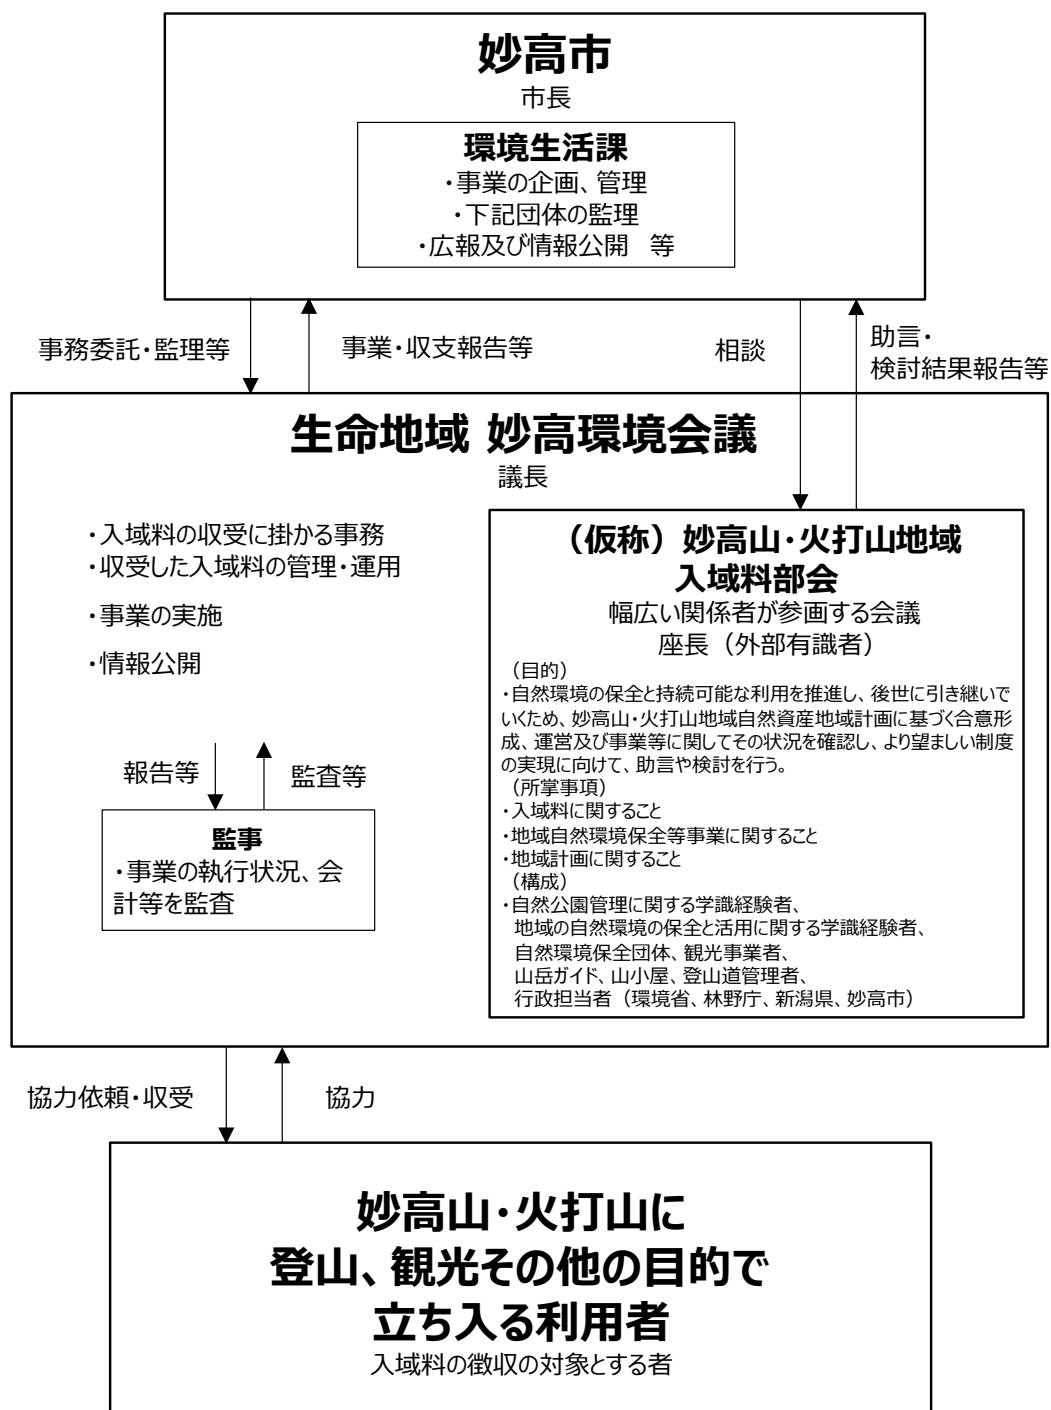 妙高市
市長
環境生活課
・事業の企画、管理
・下記団体の監理
・広報及び情報公開　等
事務委託・監理等
事業・収支報告等
相談
助言・
検討結果報告等
生命地域 妙高環境会議
議長
・入域料の収受に掛かる事務
・収受した入域料の管理・運用
・事業の実施
・情報公開
報告等
監査等
監事
・事業の執行状況、会
計等を監査
（仮称）妙高山・火打山地域
入域料部会
幅広い関係者が参画する会議
座長（外部有識者）
（目的）
・自然環境の保全と持続可能な利用を推進し、後世に引き継いで
いくため、妙高山・火打山地域自然資産地域計画に基づく合意形
成、運営及び事業等に関してその状況を確認し、より望ましい制度
の実現に向けて、助言や検討を行う。
（所掌事項）
・入域料に関すること
・地域自然環境保全等事業に関すること
・地域計画に関すること
（構成）
・自然公園管理に関する学識経験者、
地域の自然環境の保全と活用に関する学識経験者、
自然環境保全団体、観光事業者、
山岳ガイド、山小屋、登山道管理者、
行政担当者（環境省、林野庁、新潟県、妙高市）
協力依頼・収受
協力
妙高山・火打山に
登山、観光その他の目的で
立ち入る利用者
入域料の徴収の対象とする者